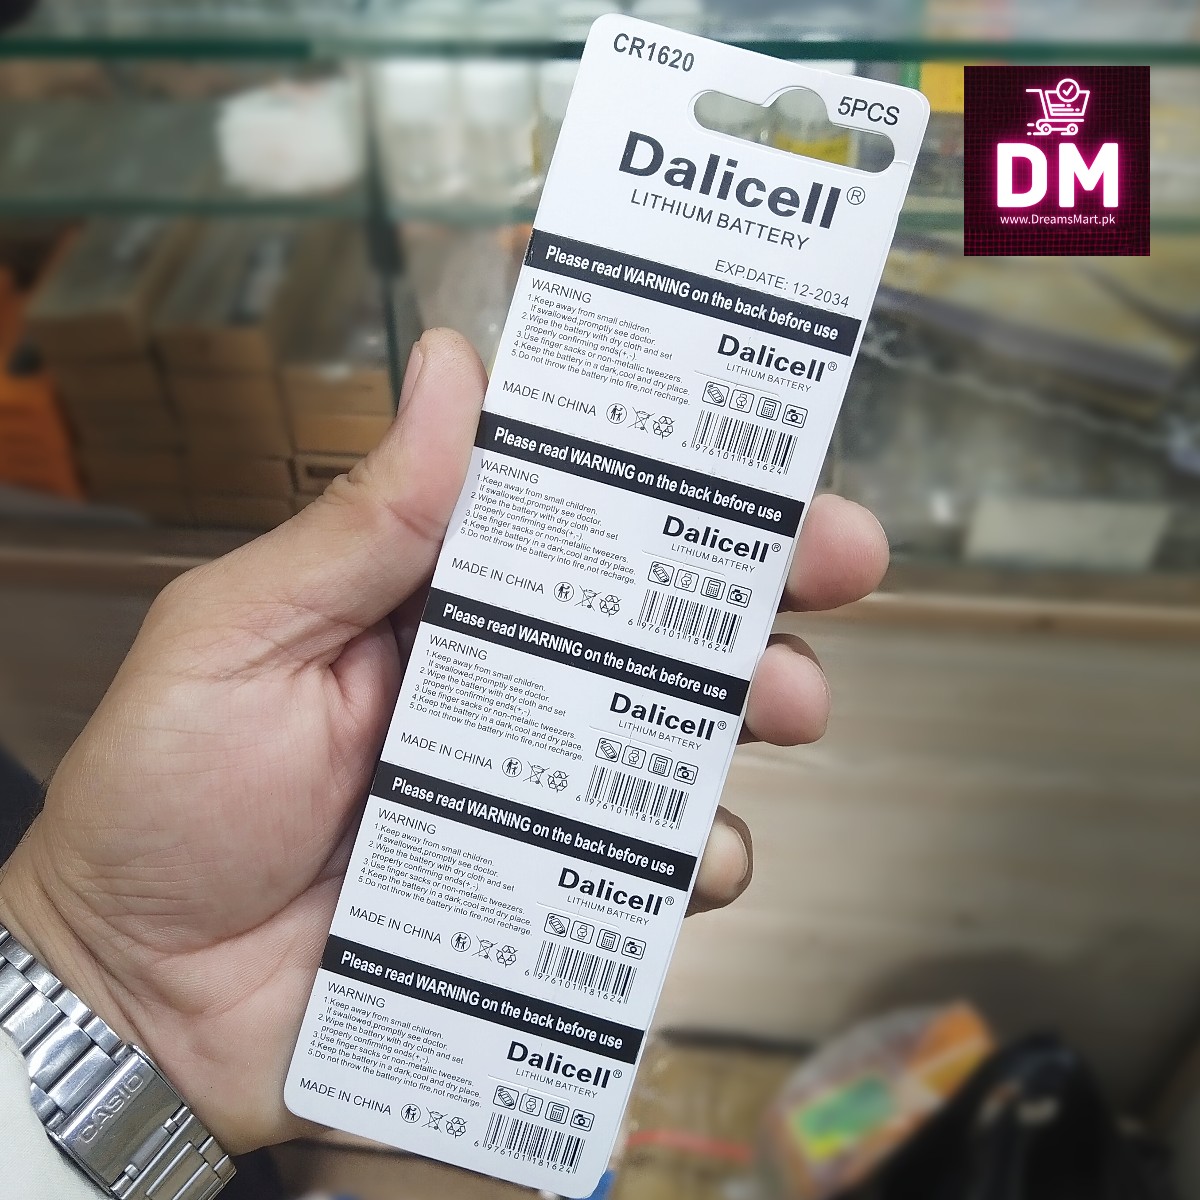 CR1620
5PCS
Dalicell®
LITHIUM BATTERY
EXP.DATE: 12-2034
Please read WARNING on the back before use
WARNING
1.Keep away from small children.
If swallowed,promptly see doctor.
2.Wipe the battery with dry cloth and set
properly confirming ends(+,-).
3.Use finger sacks or non-metallic tweezers.
4.Keep the battery in a dark,cool and dry place.
5.Do not throw the battery into fire,not recharge.
Dalicell®
LITHIUM BATTERY
MADE IN CHINA
6 976101 181624
Please read WARNING on the back before use
WARNING
1.Keep away from small children.
If swallowed,promptly see doctor.
2.Wipe the battery with dry cloth and set
properly confirming ends(+,-).
3.Use finger sacks or non-metallic tweezers.
4.Keep the battery in a dark,cool and dry place.
5.Do not throw the battery into fire,not recharge.
Dalicell®
LITHIUM BATTERY
MADE IN CHINA
6 976101 181624
Please read WARNING on the back before use
WARNING
1.Keep away from small children.
If swallowed,promptly see doctor.
2.Wipe the battery with dry cloth and set
properly confirming ends(+,-)
3.Use finger sacks or non-metallic tweezers.
4.Keep the battery in a dark,cool and dry place.
5.Do not throw the battery into fire,not recharge.
Dalicell®
LITHIUM BATTERY
MADE IN CHINA
6 976101 181624
Please read WARNING on the back before use
WARNING
1.Keep away from small children.
If swallowed,promptly see doctor.
2.Wipe the battery with dry cloth and set
properly confirming ends(+,-)
3.Use finger sacks or non-metallic tweezers.
4.Keep the battery in a dark,cool and dry place.
5.Do not throw the battery into fire,not recharge.
Dalicell®
LITHIUM BATTERY
MADE IN CHINA
6 976101 181624
Please read WARNING on the back before use
WARNING
1.Keep away from small children.
If swallowed,promptly see doctor.
2.Wipe the battery with dry cloth and set
properly confirming ends(+,-).
3.Use finger sacks or non-metallic tweezers.
4.Keep the battery in a dark,cool and dry place.
5.Do not throw the battery into fire,not recharge.
Dalicell®
LITHIUM BATTERY
MADE IN CHINA
6 976101 181624
CASIO
DM
www.DreamsMart.pk